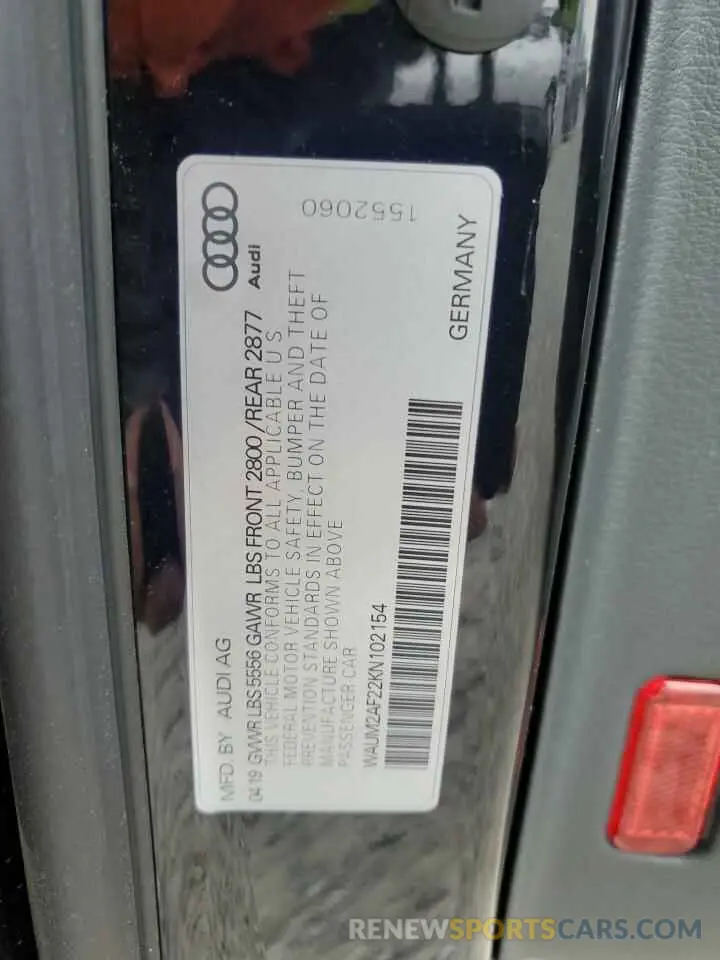 MFD. BY AUDI AG
04 19 GVWR LBS 5556 GAWR LBS FRONT 2800 /REAR 2877
THIS VEHICLE CONFORMS TO ALL APPLICABLE U S
FEDERAL MOTOR VEHICLE SAFETY, BUMPER AND THEFT
PREVENTION STANDARDS IN EFFECT ON THE DATE OF
MANUFACTURE SHOWN ABOVE
PASSENGER CAR
WAUM2AF22KN102154
Audi
1552060
GERMANY
RENEWSPORTSCARS.COM